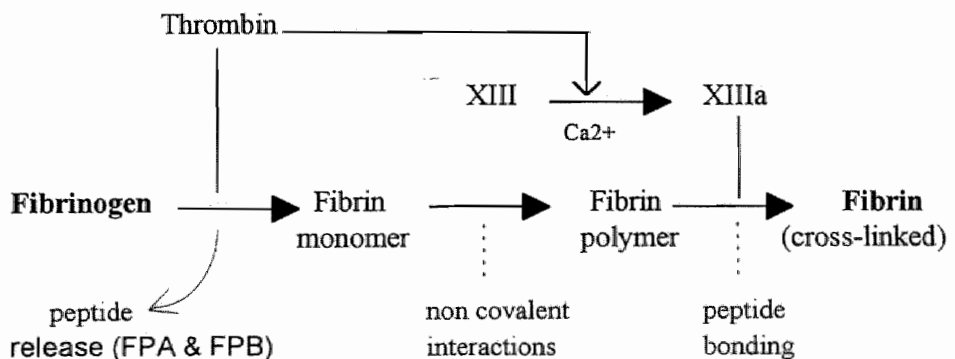 Thrombin
XIII
XIIIa
Ca2+
Fibrinogen
Fibrin
monomer
Fibrin
polymer
Fibrin
(cross-linked)
peptide
release (FPA & FPB)
non covalent
interactions
peptide
bonding